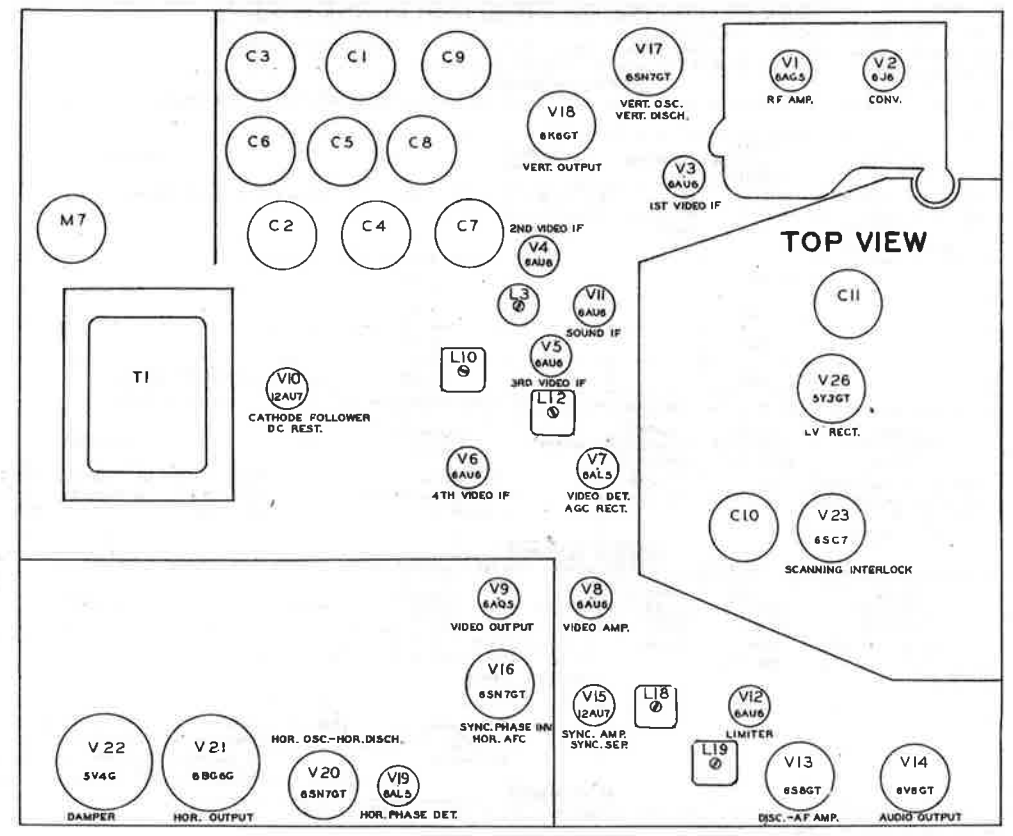 C3
C1
C9
V17
6SN7GT
VERT. OSC.
VERT. DISCH.
V1
6AG5
RF AMP.
V2
6J6
CONV.
V18
6K6GT
VERT. OUTPUT
C6
C5
C8
V3
6AU6
1ST VIDEO IF
M7
C2
C4
C7
2ND VIDEO IF
V4
6AU6
TOP VIEW
L3
V11
6AU6
SOUND IF
C11
T1
V10
12AU7
CATHODE FOLLOWER
DC REST.
L10
V5
6AU6
3RD VIDEO IF
L12
V26
5Y3GT
LV RECT.
V6
6AU6
4TH VIDEO IF
V7
6AL5
VIDEO DET.
AGC RECT.
C10
V23
6SC7
SCANNING INTERLOCK
V9
6AQ5
VIDEO OUTPUT
V8
6AU6
VIDEO AMP.
V16
6SN7GT
SYNC. PHASE INV.
HOR. AFC
V15
12AU7
SYNC. AMP.
SYNC. SEP.
L18
V12
6AU6
LIMITER
L19
V22
5V4G
DAMPER
V21
6BG6G
HOR. OUTPUT
HOR. OSC.-HOR. DISCH.
V20
6SN7GT
V19
6AL5
HOR. PHASE DET.
V13
6S8GT
DISC.-AF AMP.
V14
6V6GT
AUDIO OUTPUT